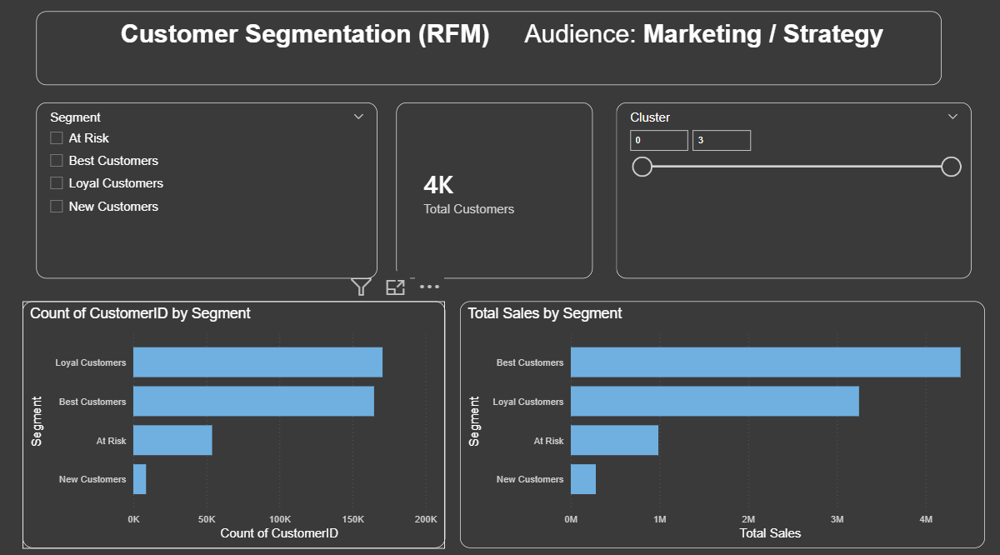 Customer Segmentation (RFM) Audience: Marketing / Strategy
Segment
At Risk
Best Customers
Loyal Customers
New Customers
4K
Total Customers
Cluster
0 3
Count of CustomerID by Segment
Segment
Loyal Customers
Best Customers
At Risk
New Customers
0K 50K 100K 150K 200K
Count of CustomerID
Total Sales by Segment
Segment
Best Customers
Loyal Customers
At Risk
New Customers
0M 1M 2M 3M 4M
Total Sales